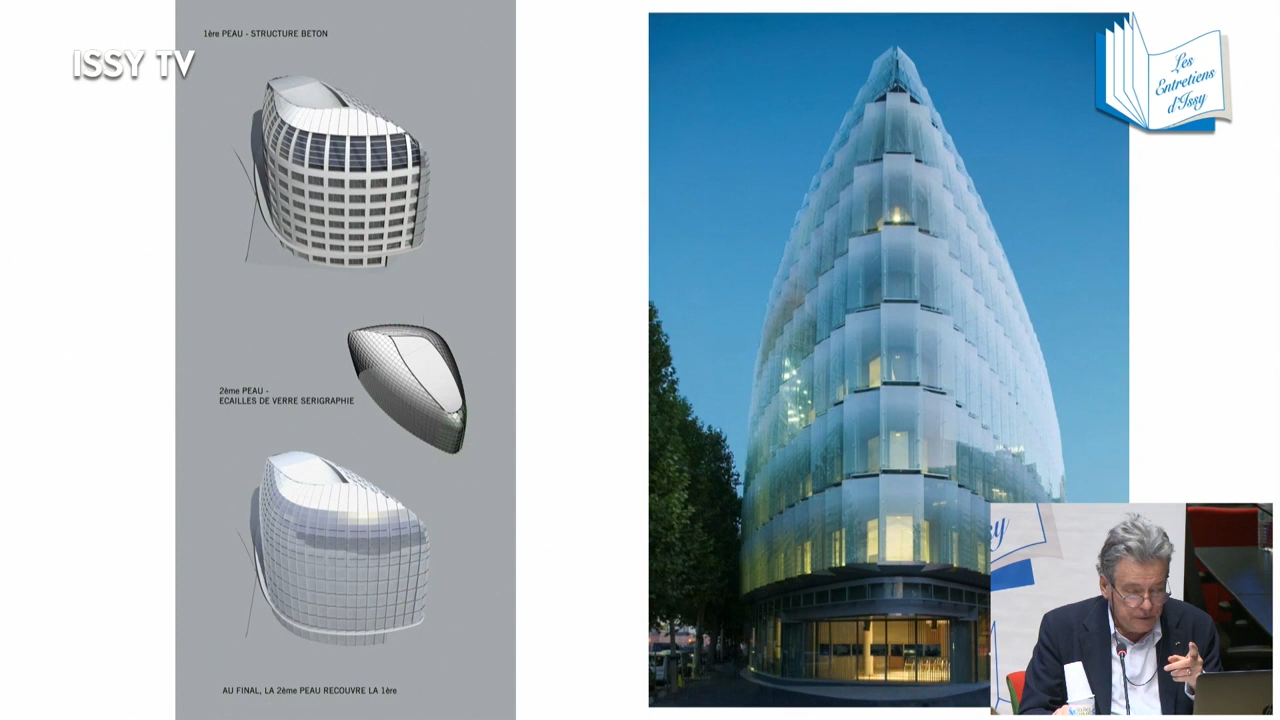 1ère PEAU - STRUCTURE BETON
ISSY TV
Les
Entretiens
d'Issy
2ème PEAU -
ECAILLES DE VERRE SERIGRAPHIE
AU FINAL, LA 2ème PEAU RECOUVRE LA 1ère